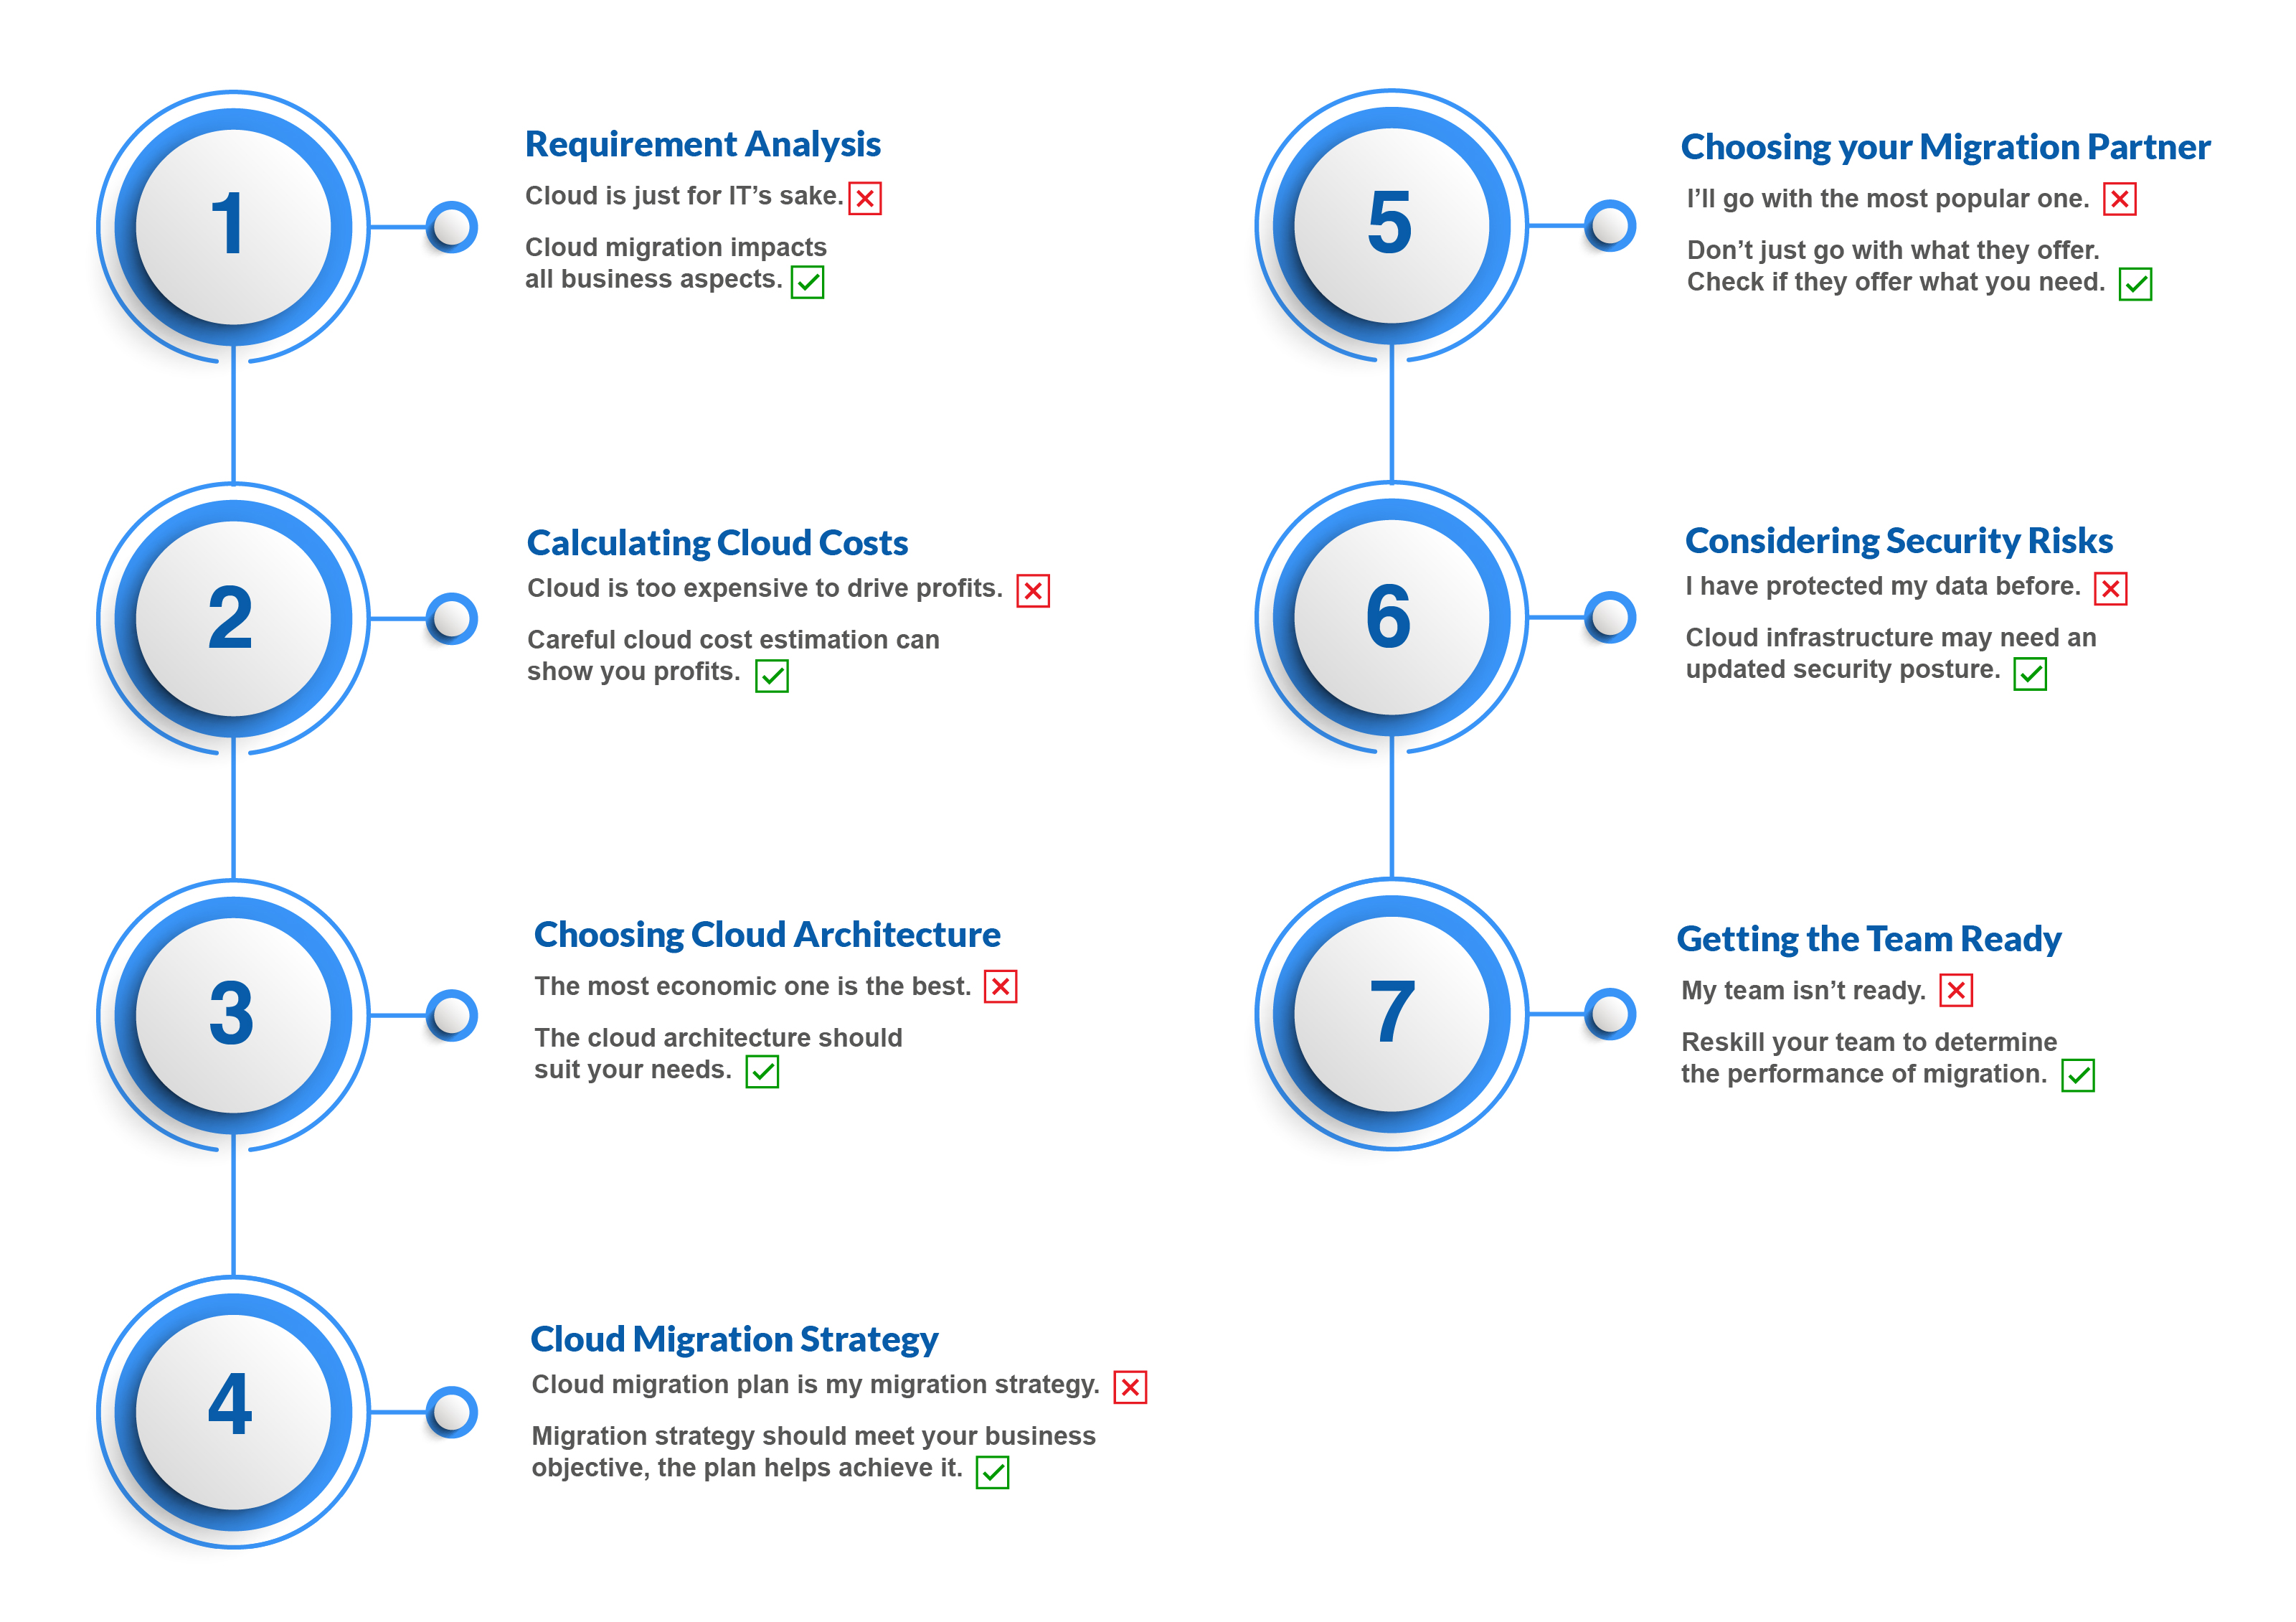 1
Requirement Analysis
Cloud is just for IT’s sake.
Cloud migration impacts
all business aspects.
2
Calculating Cloud Costs
Cloud is too expensive to drive profits.
Careful cloud cost estimation can
show you profits.
3
Choosing Cloud Architecture
The most economic one is the best.
The cloud architecture should
suit your needs.
4
Cloud Migration Strategy
Cloud migration plan is my migration strategy.
Migration strategy should meet your business
objective, the plan helps achieve it.
5
Choosing your Migration Partner
I’ll go with the most popular one.
Don’t just go with what they offer.
Check if they offer what you need.
6
Considering Security Risks
I have protected my data before.
Cloud infrastructure may need an
updated security posture.
7
Getting the Team Ready
My team isn’t ready.
Reskill your team to determine
the performance of migration.